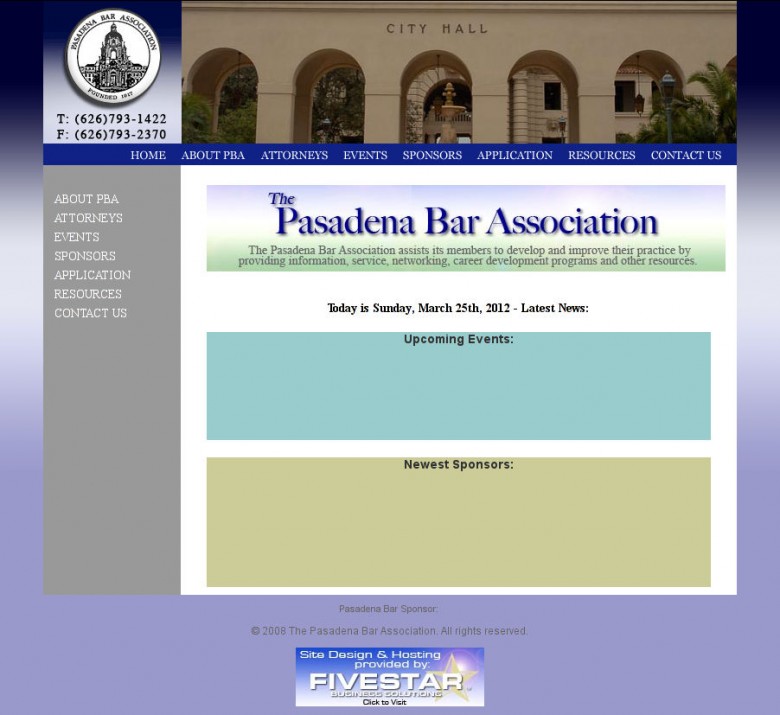 PASADENA BAR ASSOCIATION
FOUNDED 1917
T: (626)793-1422
F: (626)793-2370
CITY HALL
HOME ABOUT PBA ATTORNEYS EVENTS SPONSORS APPLICATION RESOURCES CONTACT US
ABOUT PBA
ATTORNEYS
EVENTS
SPONSORS
APPLICATION
RESOURCES
CONTACT US
The
Pasadena Bar Association
The Pasadena Bar Association assists its members to develop and improve their practice by
providing information, service, networking, career development programs and other resources.
Today is Sunday, March 25th, 2012 - Latest News:
Upcoming Events:
Newest Sponsors:
Pasadena Bar Sponsor:
© 2008 The Pasadena Bar Association. All rights reserved.
Site Design & Hosting
provided by:
FIVESTAR
BUSINESS SOLUTIONS
Click to Visit